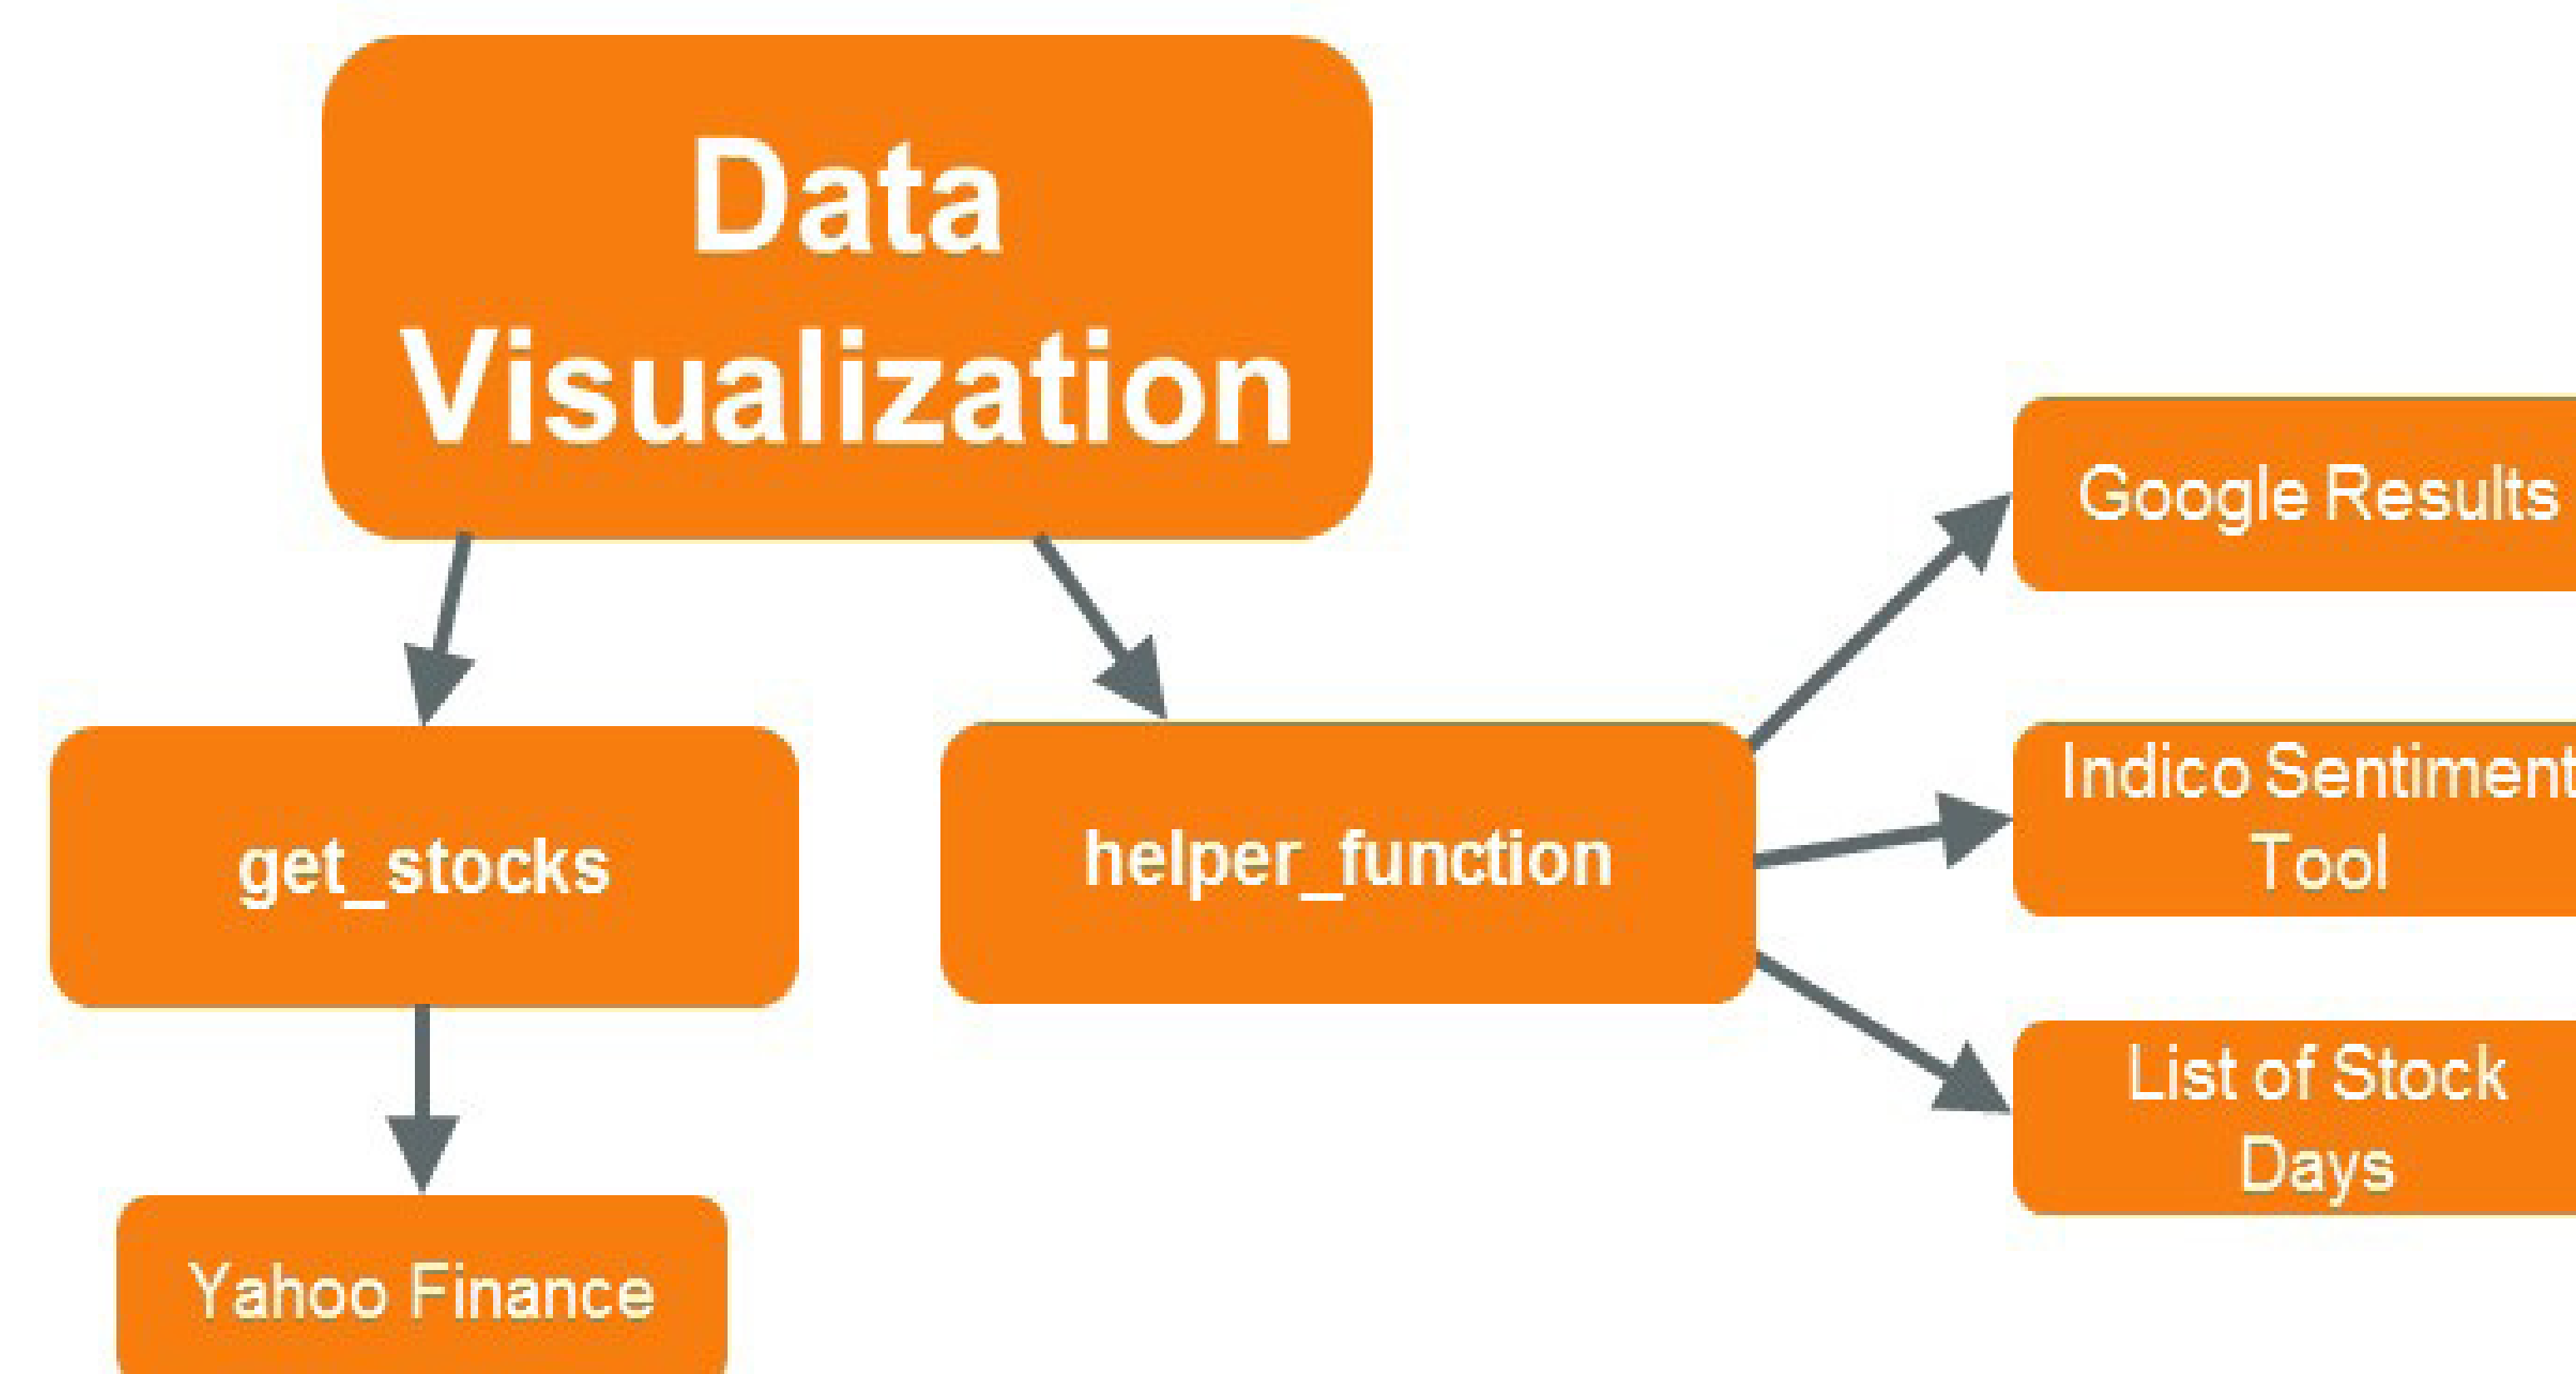 Data
Visualization
get_stocks
helper_function
Google Results
Indico Sentiment
Tool
List of Stock
Days
Yahoo Finance